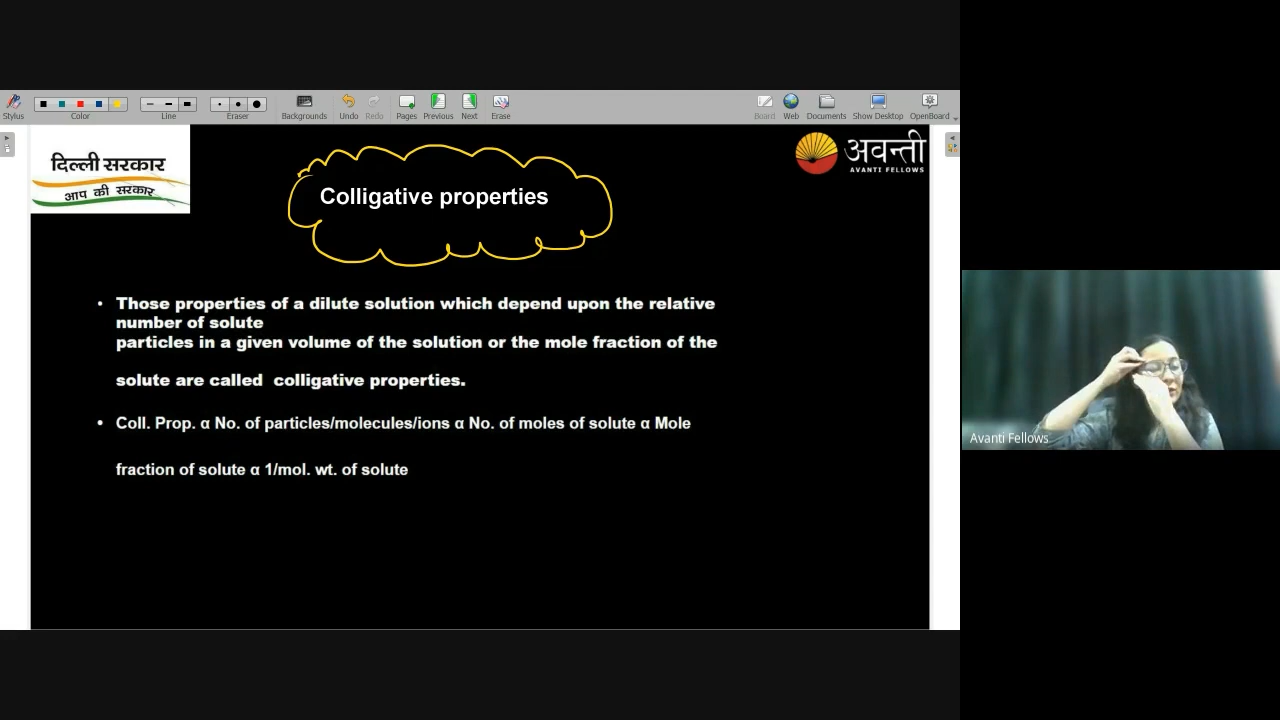 Stylus
Color
Line
Eraser
Backgrounds
Undo
Redo
Pages
Previous
Next
Erase
Board
Web
Documents
Show Desktop
OpenBoard
दिल्ली सरकार
आप की सरकार
अवन्ती
AVANTI FELLOWS
Colligative properties
• Those properties of a dilute solution which depend upon the relative
number of solute
particles in a given volume of the solution or the mole fraction of the
solute are called colligative properties.
• Coll. Prop. α No. of particles/molecules/ions α No. of moles of solute α Mole
fraction of solute α 1/mol. wt. of solute
Avanti Fellows